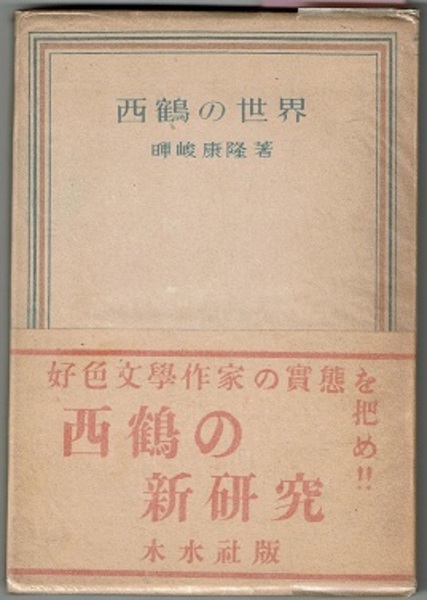 西鶴の世界
暉峻康隆著
好色文學作家の實態を把め!!
西鶴の
新研究
木水社版